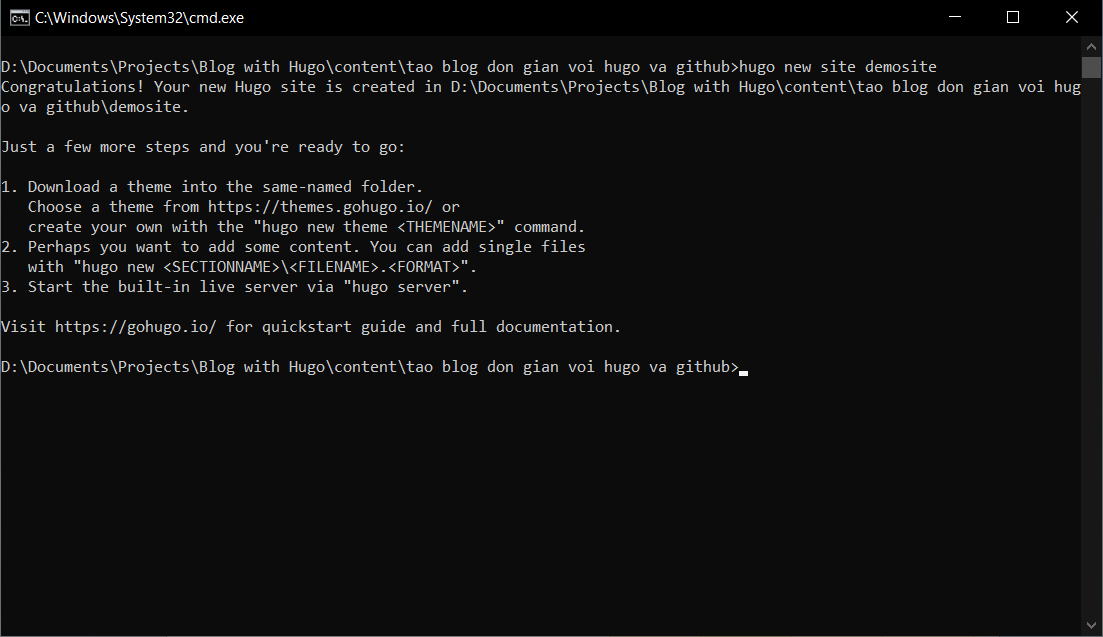 C:\Windows\System32\cmd.exe
D:\Documents\Projects\Blog with Hugo\content\tao blog don gian voi hugo va github>hugo new site demosite
Congratulations! Your new Hugo site is created in D:\Documents\Projects\Blog with Hugo\content\tao blog don gian voi hug
o va github\demosite.
Just a few more steps and you're ready to go:
1. Download a theme into the same-named folder.
   Choose a theme from https://themes.gohugo.io/ or
   create your own with the "hugo new theme <THEMENAME>" command.
2. Perhaps you want to add some content. You can add single files
   with "hugo new <SECTIONNAME>\<FILENAME>.<FORMAT>".
3. Start the built-in live server via "hugo server".
Visit https://gohugo.io/ for quickstart guide and full documentation.
D:\Documents\Projects\Blog with Hugo\content\tao blog don gian voi hugo va github>